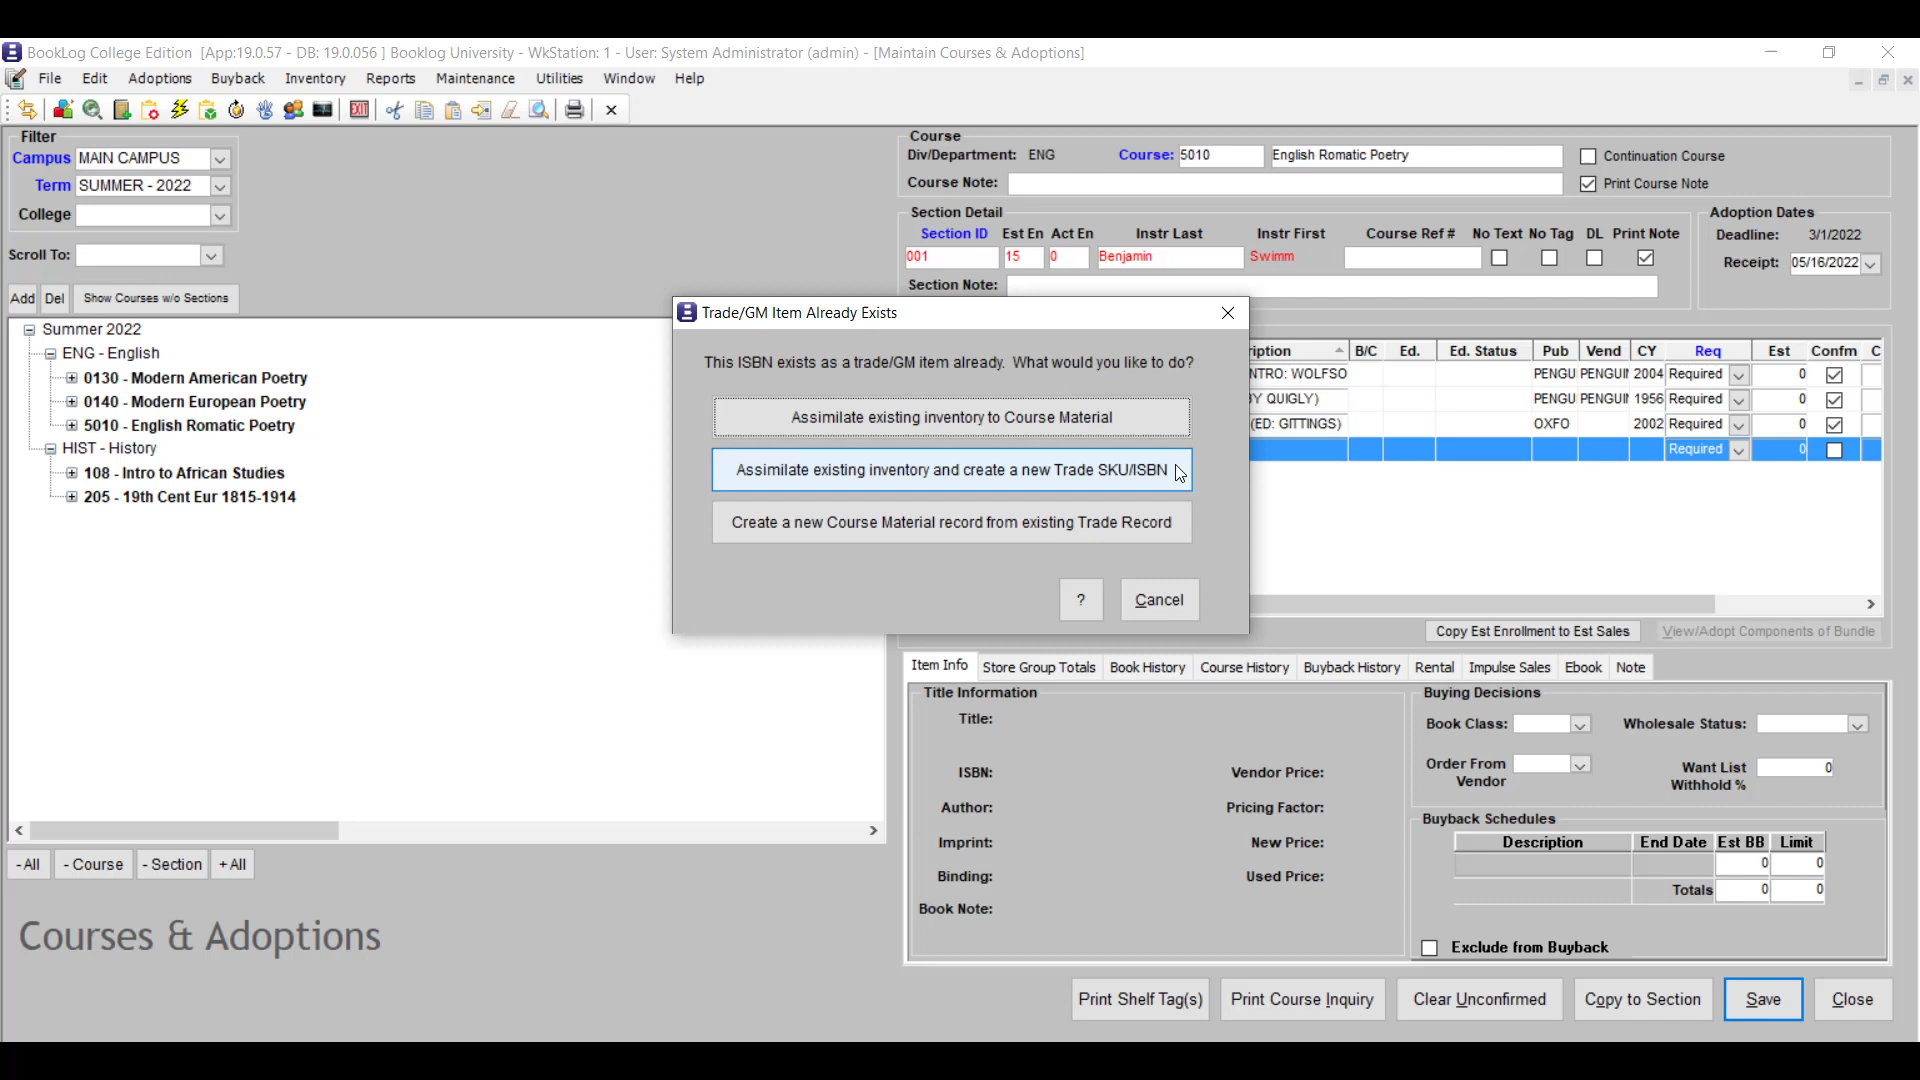 BookLog College Edition [App:19.0.57 - DB: 19.0.056 ] Booklog University - WkStation: 1 - User: System Administrator (admin) - [Maintain Courses & Adoptions]
File Edit Adoptions Buyback Inventory Reports Maintenance Utilities Window Help
EXIT
Filter
Campus MAIN CAMPUS
Term SUMMER - 2022
College
Scroll To:
Add Del Show Courses w/o Sections
Summer 2022
ENG - English
0130 - Modern American Poetry
0140 - Modern European Poetry
5010 - English Romatic Poetry
HIST - History
108 - Intro to African Studies
205 - 19th Cent Eur 1815-1914
- All - Course - Section + All
Courses & Adoptions
Course
Div/Department: ENG Course: 5010 English Romatic Poetry Continuation Course
Course Note: Print Course Note
Section Detail
Section ID Est En Act En Instr Last Instr First Course Ref # No Text No Tag DL Print Note
001 15 0 Benjamin Swimm
Section Note:
Adoption Dates
Deadline: 3/1/2022
Receipt: 05/16/2022
Trade/GM Item Already Exists
This ISBN exists as a trade/GM item already. What would you like to do?
Assimilate existing inventory to Course Material
Assimilate existing inventory and create a new Trade SKU/ISBN
Create a new Course Material record from existing Trade Record
? Cancel
iption B/C Ed. Ed. Status Pub Vend CY Req Est Confm C
NTRO: WOLFSO PENGU PENGUI 2004 Required 0
BY QUIGLY) PENGU PENGUI 1956 Required 0
(ED: GITTINGS) OXFO 2002 Required 0
Required 0
Copy Est Enrollment to Est Sales View/Adopt Components of Bundle
Item Info Store Group Totals Book History Course History Buyback History Rental Impulse Sales Ebook Note
Title Information
Title:
ISBN: Vendor Price:
Author: Pricing Factor:
Imprint: New Price:
Binding: Used Price:
Book Note:
Buying Decisions
Book Class: Wholesale Status:
Order From Vendor Want List Withhold % 0
Buyback Schedules
Description End Date Est BB Limit
0 0
Totals 0 0
Exclude from Buyback
Print Shelf Tag(s) Print Course Inquiry Clear Unconfirmed Copy to Section Save Close